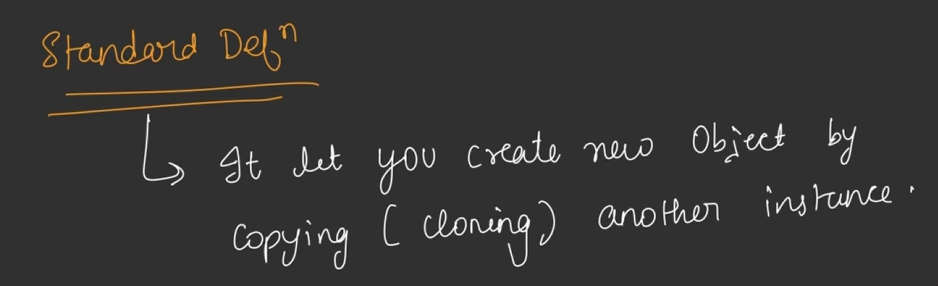 Standard Defⁿ
It let you create new Object by
copying (cloning) another instance.